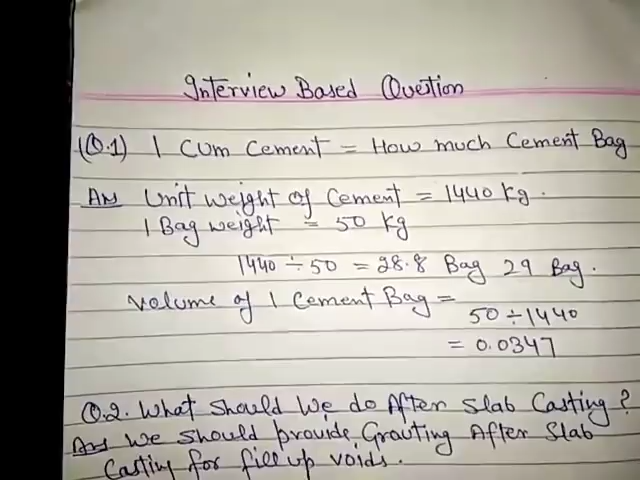 Interview Based Question
(Q.1) 1 Cum Cement = How much Cement Bag
Ans Unit weight of Cement = 1440 Kg.
1 Bag weight = 50 Kg
1440 ÷ 50 = 28.8 Bag 29 Bag.
Volume of 1 Cement Bag =
50 ÷ 1440
= 0.0347
Q.2. What should we do After slab Casting?
Ans we should provide Grouting After Slab
Casting for fill up voids.